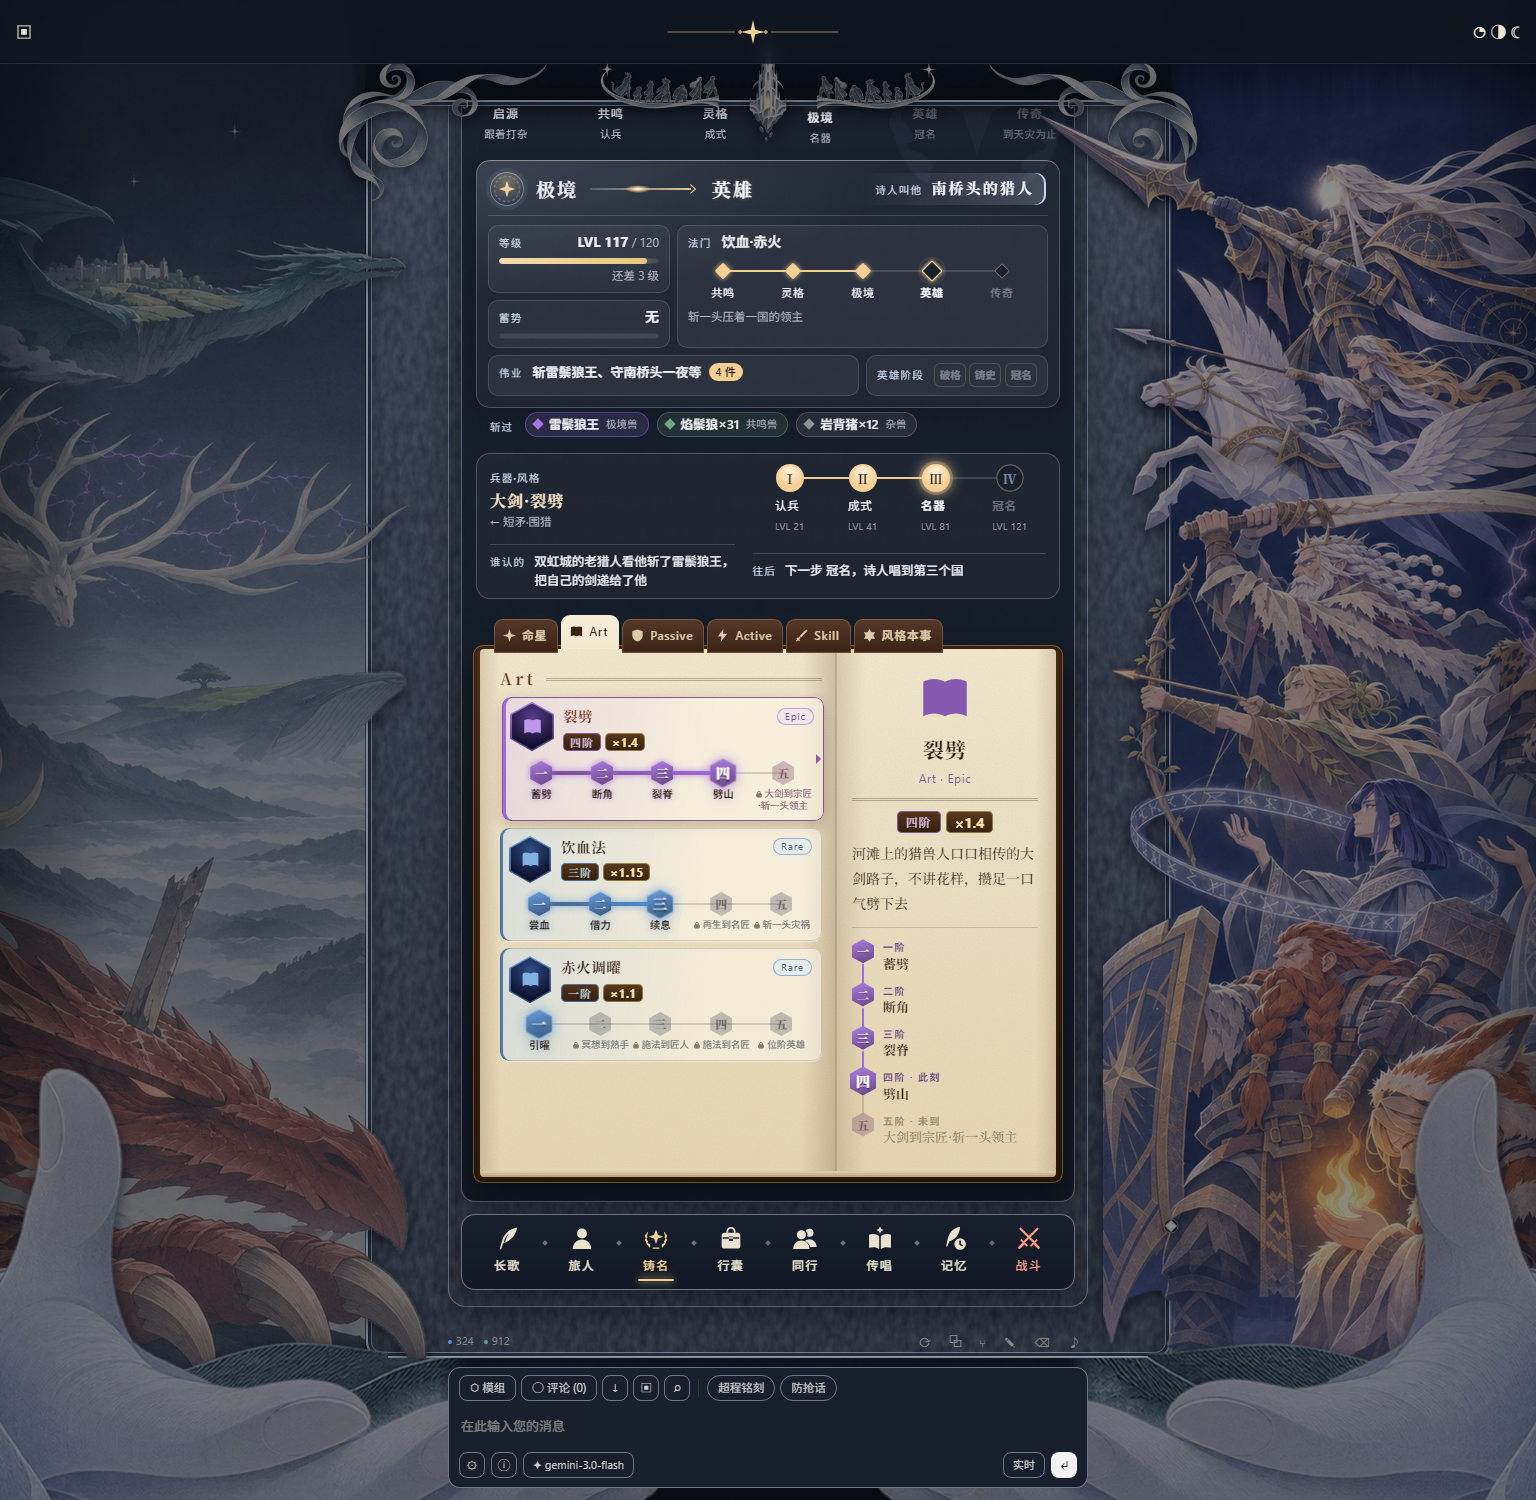 启源 共鸣 灵格 极境 英雄 传奇
跟着打杂 认兵 成式 名器 冠名 到天灾为止
极境 英雄 诗人叫他 南桥头的猎人
等级 LVL 117 / 120
还差 3 级
蓄势 无
法门 饮血·赤火
共鸣 灵格 极境 英雄 传奇
斩一头压着一国的领主
伟业 斩雷鬃狼王、守南桥头一夜等 4 件
英雄阶段 破格 铸史 冠名
斩过 雷鬃狼王 极境兽 焰鬃狼×31 共鸣兽 岩背猪×12 杂兽
兵器·风格
大剑·裂劈
← 短矛·围猎
I II III IV
认兵 成式 名器 冠名
LVL 21 LVL 41 LVL 81 LVL 121
谁认的 双虹城的老猎人看他斩了雷鬃狼王，
把自己的剑递给了他
往后 下一步 冠名，诗人唱到第三个国
命星 Art Passive Active Skill 风格本事
Art
裂劈 Epic
四阶 ×1.4
一 二 三 四 五
蓄劈 断角 裂脊 劈山 大剑到宗匠
·斩一头领主
饮血法 Rare
三阶 ×1.15
一 二 三 四 五
尝血 借力 续息 再生到名匠 斩一头灾祸
赤火调曜 Rare
一阶 ×1.1
一 二 三 四 五
引曜 冥想到熟手 施法到匠人 施法到名匠 位阶英雄
裂劈
Art · Epic
四阶 ×1.4
河滩上的猎兽人口口相传的大
剑路子，不讲花样，攒足一口
气劈下去
一 一阶
蓄劈
二 二阶
断角
三 三阶
裂脊
四 四阶 · 此刻
劈山
五 五阶 · 未到
大剑到宗匠·斩一头领主
长歌 旅人 铸名 行囊 同行 传唱 记忆 战斗
324 912
模组 评论 (0) 超程铭刻 防抢话
在此输入您的消息
gemini-3.0-flash 实时